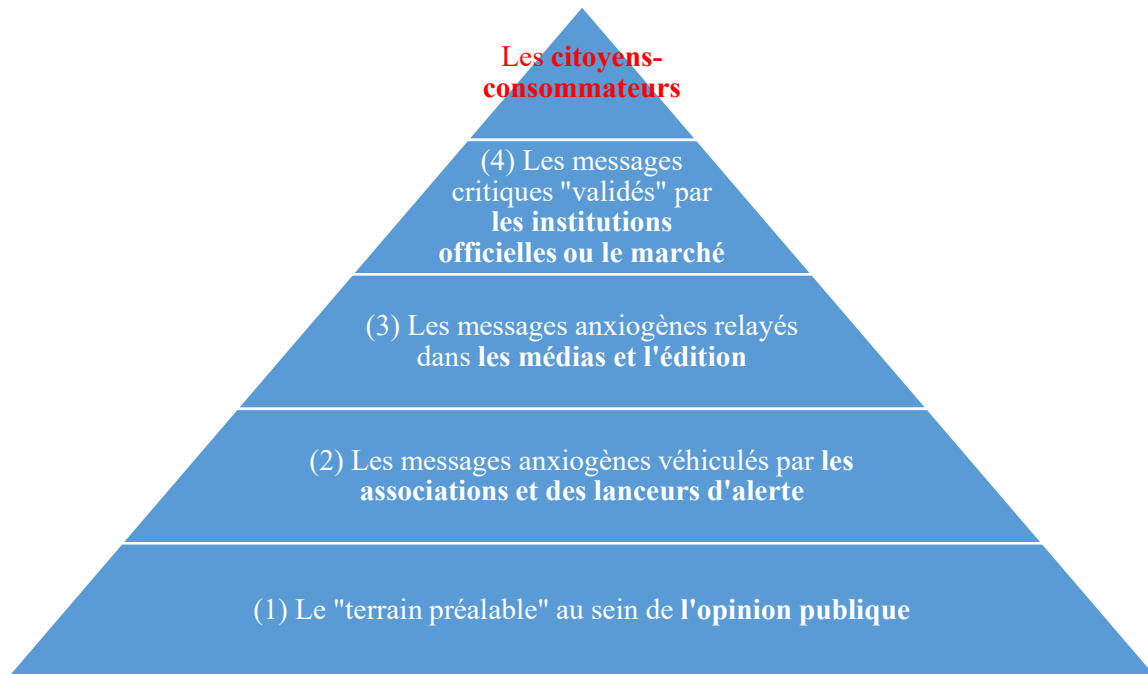 Les citoyens-
consommateurs
(4) Les messages
critiques "validés" par
les institutions
officielles ou le marché
(3) Les messages anxiogènes relayés
dans les médias et l'édition
(2) Les messages anxiogènes véhiculés par les
associations et des lanceurs d'alerte
(1) Le "terrain préalable" au sein de l'opinion publique